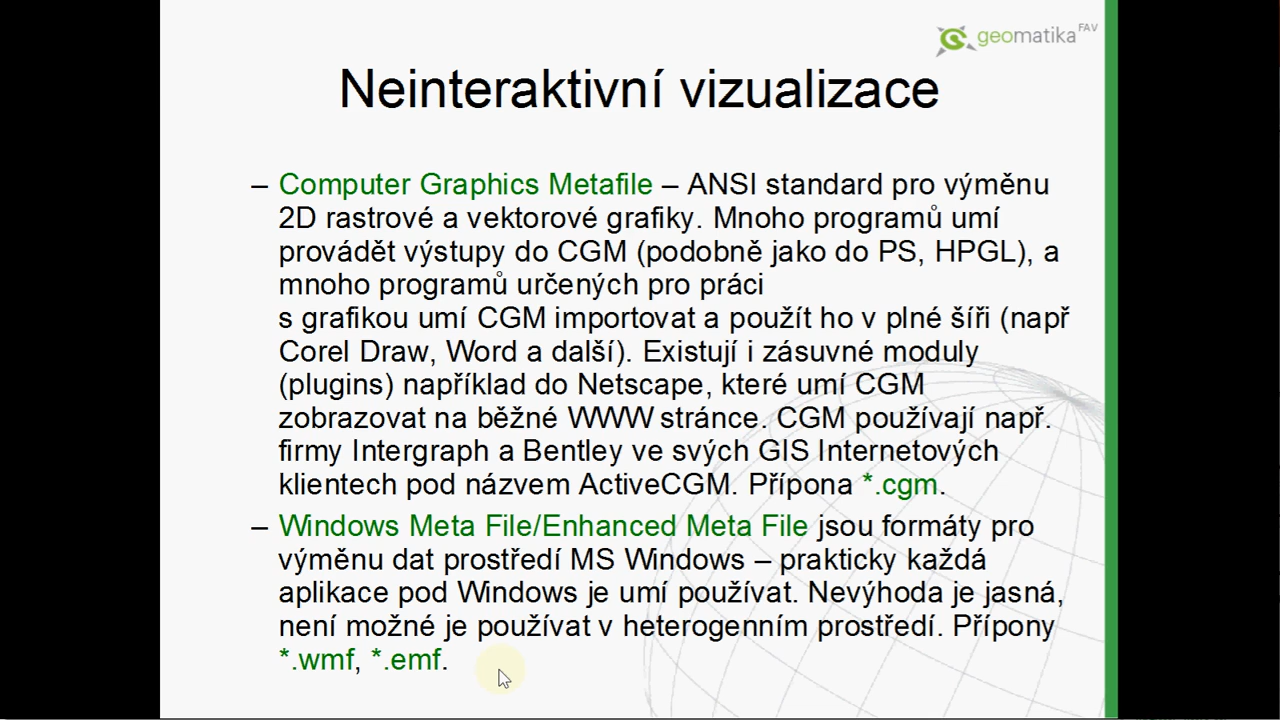 geomatika FAV
Neinteraktivní vizualizace
– Computer Graphics Metafile – ANSI standard pro výměnu
2D rastrové a vektorové grafiky. Mnoho programů umí
provádět výstupy do CGM (podobně jako do PS, HPGL), a
mnoho programů určených pro práci
s grafikou umí CGM importovat a použít ho v plné šíři (např
Corel Draw, Word a další). Existují i zásuvné moduly
(plugins) například do Netscape, které umí CGM
zobrazovat na běžné WWW stránce. CGM používají např.
firmy Intergraph a Bentley ve svých GIS Internetových
klientech pod názvem ActiveCGM. Přípona *.cgm.
– Windows Meta File/Enhanced Meta File jsou formáty pro
výměnu dat prostředí MS Windows – prakticky každá
aplikace pod Windows je umí používat. Nevýhoda je jasná,
není možné je používat v heterogenním prostředí. Přípony
*.wmf, *.emf.